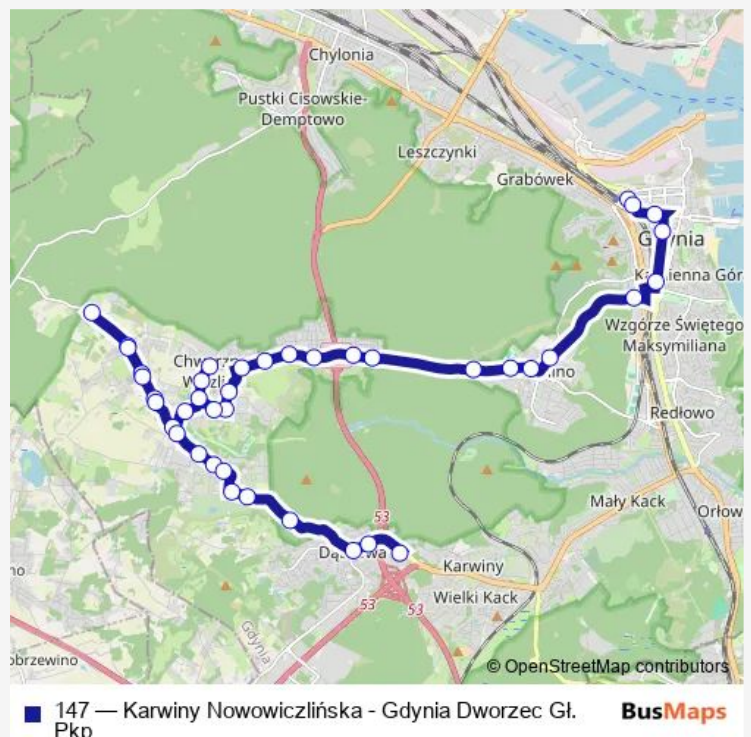 Chylonia
Pustki Cisowskie-
Demptowo
Leszczynki
Grabówek
Kamienna Gór
Wzgórze Świętego
Maksymiliana
Redłowo
Mały Kack
Orłow
53
Karwiny
Wielki Kack
53
53
Gdynia
obrzewino
© OpenStreetMap contributors
147 — Karwiny Nowowiczlińska - Gdynia Dworzec Gł.
Pkp
BusMaps